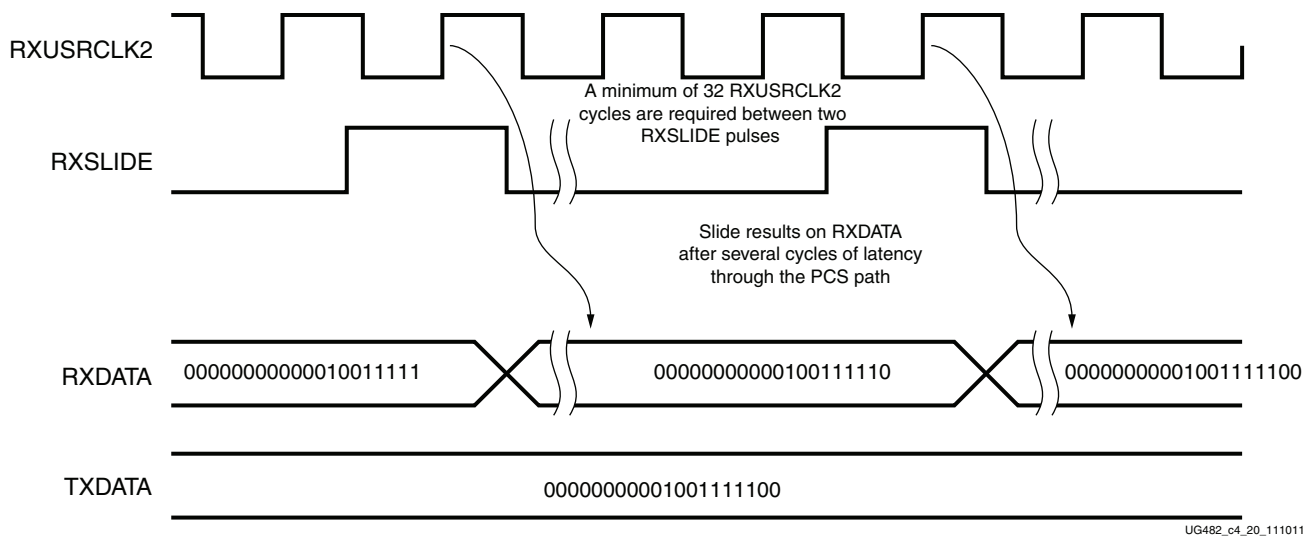 RXUSRCLK2
A minimum of 32 RXUSRCLK2
cycles are required between two
RXSLIDE pulses
RXSLIDE
Slide results on RXDATA
after several cycles of latency
through the PCS path
RXDATA
00000000000010011111
00000000000100111110
00000000001001111100
TXDATA
00000000001001111100
UG482_c4_20_111011